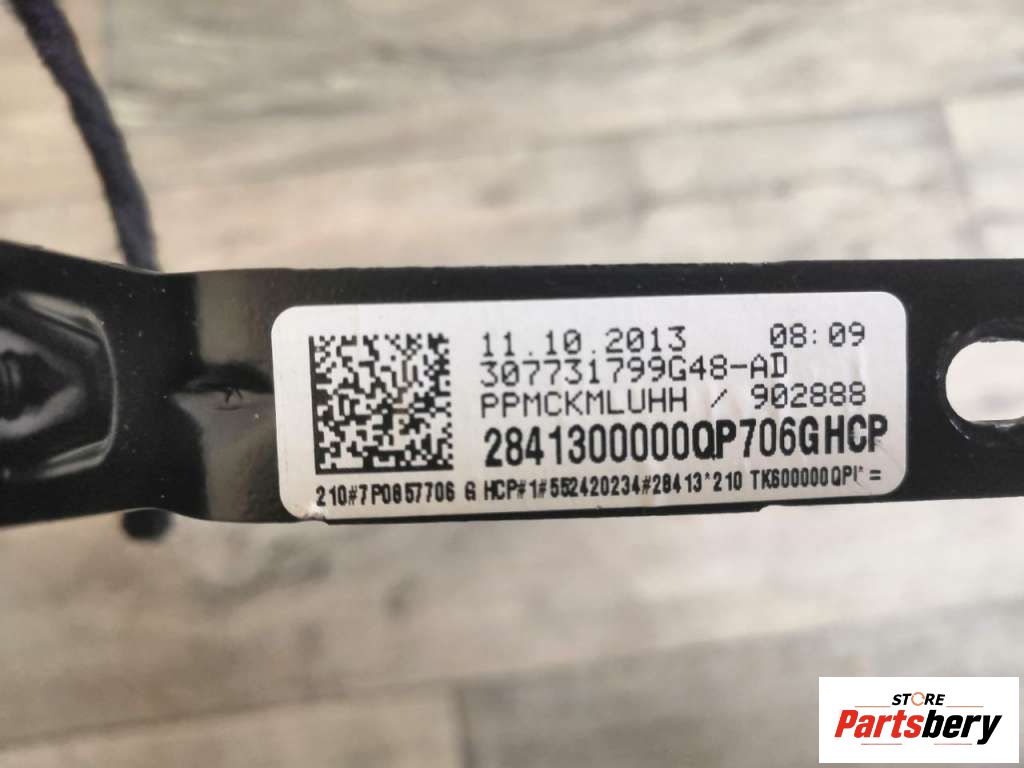 11.10.2013 08:09
307731799G48-AD
PPMCKMLUHH / 902888
2841300000QP706GHCP
210#7P0857706 G HCP#1#552420234#28413*210 TK600000QPI*=
STORE
Partsbery